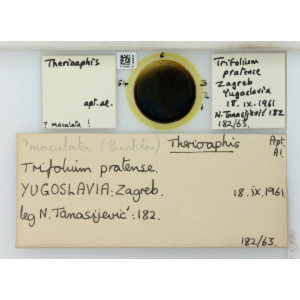 Therioaphis
apt. al.
? maculata !
Trifolium
pratense
Zagreb
Yugoslavia
18. ix. 1961
N. Tanasijević 182
182/63.
?maculata (Buckton) Therioaphis Apt.
Al.
Trifolium pratense.
YUGOSLAVIA: Zagreb. 18. ix. 1961
leg N. Tanasijević: 182.
182/63